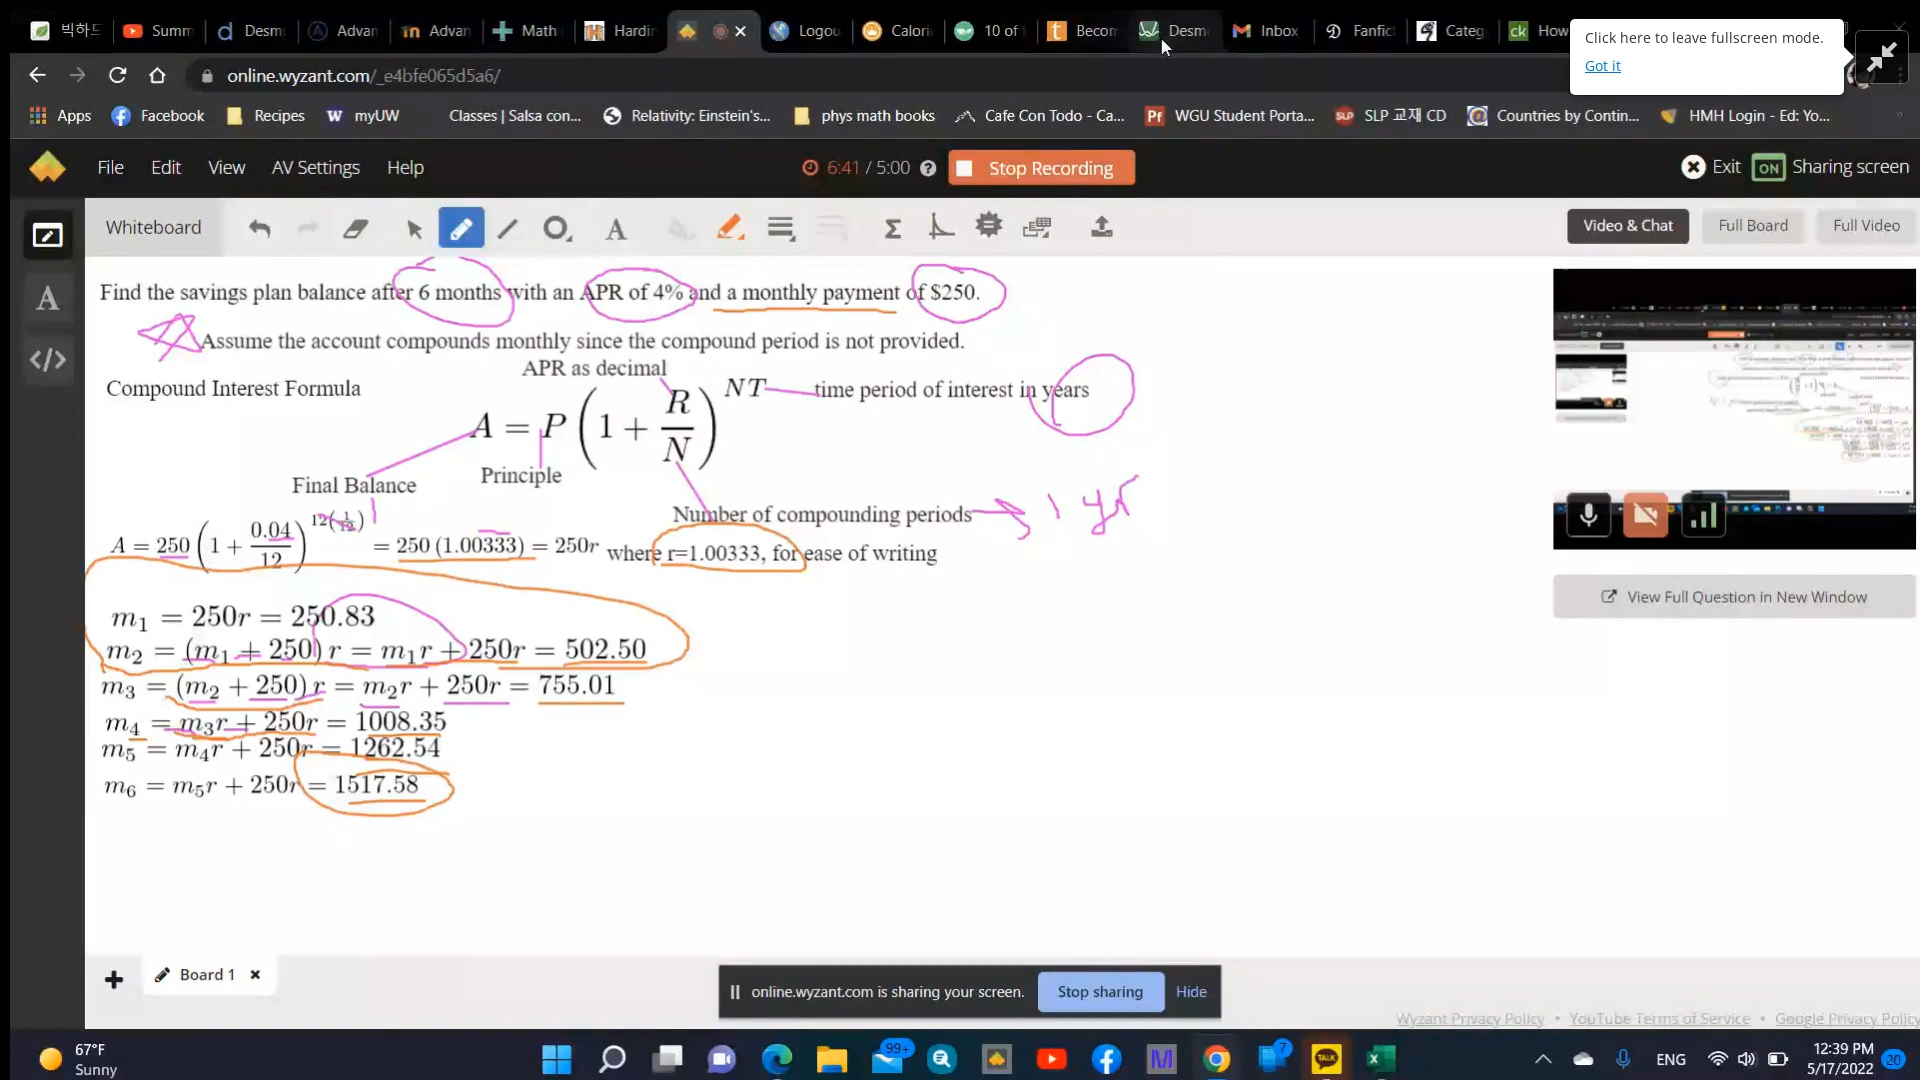 빅하드
Summ
Desm
Advan
Advan
Math
Hardin
Logou
Calori
10 of
Becom
Desm
Inbox
Fanfic
Categ
How
Click here to leave fullscreen mode.
Got it
online.wyzant.com/_e4bfe065d5a6/
Apps
Facebook
Recipes
myUW
Classes | Salsa con...
Relativity: Einstein's...
phys math books
Cafe Con Todo - Ca...
WGU Student Porta...
SLP 교재 CD
Countries by Contin...
HMH Login - Ed: Yo...
File
Edit
View
AV Settings
Help
6:41 / 5:00
Stop Recording
Exit
ON
Sharing screen
Whiteboard
Video & Chat
Full Board
Full Video
Find the savings plan balance after 6 months with an APR of 4% and a monthly payment of $250.
Assume the account compounds monthly since the compound period is not provided.
APR as decimal
Compound Interest Formula
A = P(1 + R/N)^NT
time period of interest in years
Final Balance
Principle
Number of compounding periods
1 yr
A = 250(1 + 0.04/12)^12(1/12) = 250(1.00333) = 250r
where r=1.00333, for ease of writing
m₁ = 250r = 250.83
m₂ = (m₁ + 250) r = m₁r + 250r = 502.50
m₃ = (m₂ + 250) r = m₂r + 250r = 755.01
m₄ = m₃r + 250r = 1008.35
m₅ = m₄r + 250r = 1262.54
m₆ = m₅r + 250r = 1517.58
View Full Question in New Window
Board 1
online.wyzant.com is sharing your screen.
Stop sharing
Hide
Wyzant Privacy Policy • YouTube Terms of Service • Google Privacy Policy
67°F
Sunny
99+
7
TALK
ENG
12:39 PM
5/17/2022
20